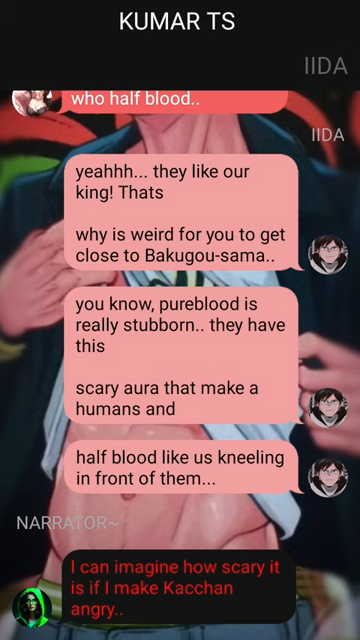 KUMAR TS
IIDA
who half blood..
IIDA
yeahhh... they like our
king! Thats
why is weird for you to get
close to Bakugou-sama..
you know, pureblood is
really stubborn.. they have
this
scary aura that make a
humans and
half blood like us kneeling
in front of them...
NARRATOR~
I can imagine how scary it
is if I make Kacchan
angry..